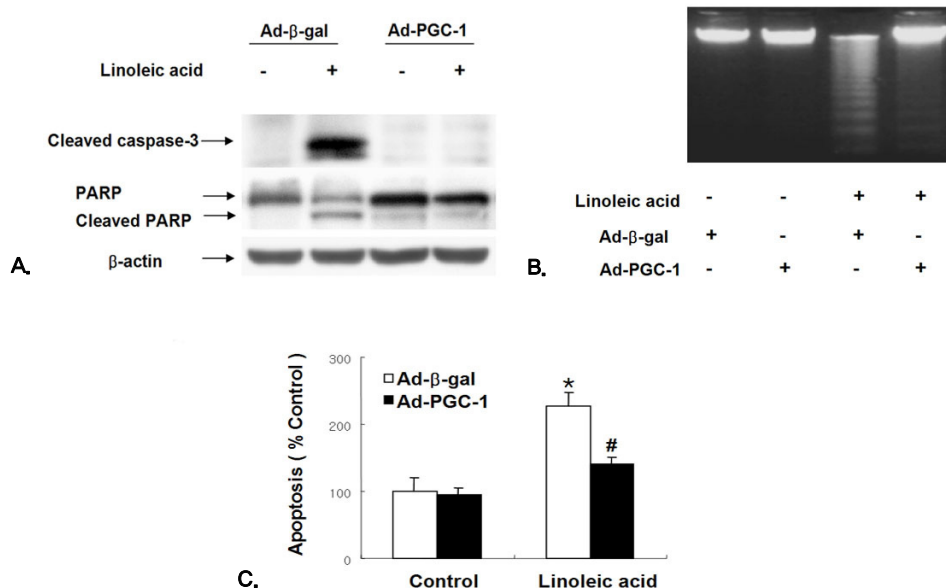 Ad-β-gal Ad-PGC-1
Linoleic acid - + - +
Cleaved caspase-3
PARP
Cleaved PARP
β-actin
A.
Linoleic acid - - + +
Ad-β-gal + - + -
Ad-PGC-1 - + - +
B.
Apoptosis ( % Control )
300
200
100
0
Ad-β-gal
Ad-PGC-1
*
#
Control Linoleic acid
C.